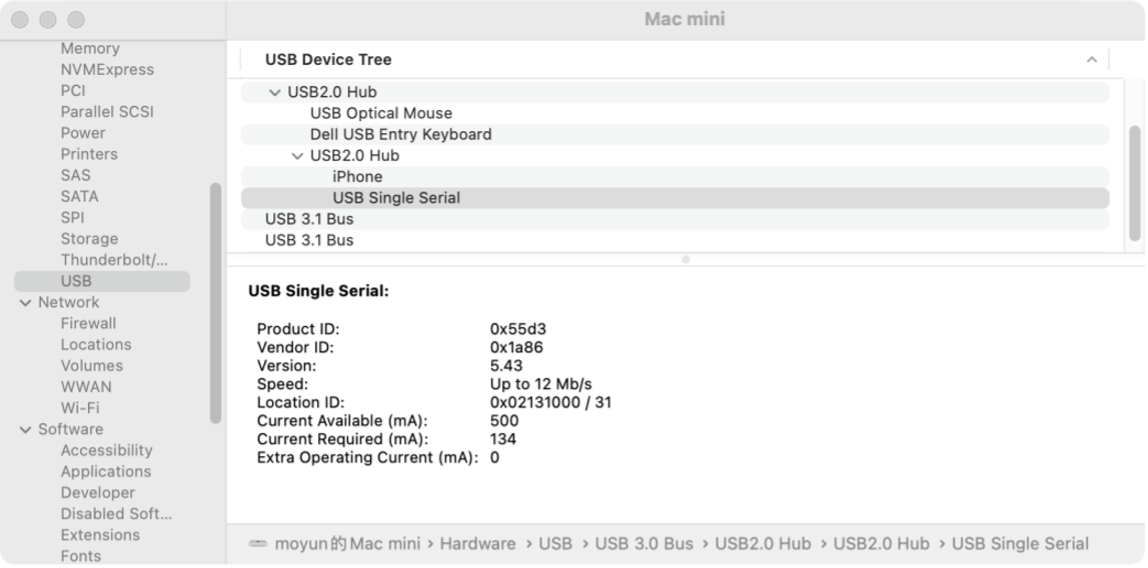 Mac mini
Memory
NVMExpress
PCI
Parallel SCSI
Power
Printers
SAS
SATA
SPI
Storage
Thunderbolt/...
USB
Network
Firewall
Locations
Volumes
WWAN
Wi-Fi
Software
Accessibility
Applications
Developer
Disabled Soft...
Extensions
Fonts
USB Device Tree
USB2.0 Hub
USB Optical Mouse
Dell USB Entry Keyboard
USB2.0 Hub
iPhone
USB Single Serial
USB 3.1 Bus
USB 3.1 Bus
USB Single Serial:
Product ID: 0x55d3
Vendor ID: 0x1a86
Version: 5.43
Speed: Up to 12 Mb/s
Location ID: 0x02131000 / 31
Current Available (mA): 500
Current Required (mA): 134
Extra Operating Current (mA): 0
moyun的Mac mini › Hardware › USB › USB 3.0 Bus › USB2.0 Hub › USB2.0 Hub › USB Single Serial